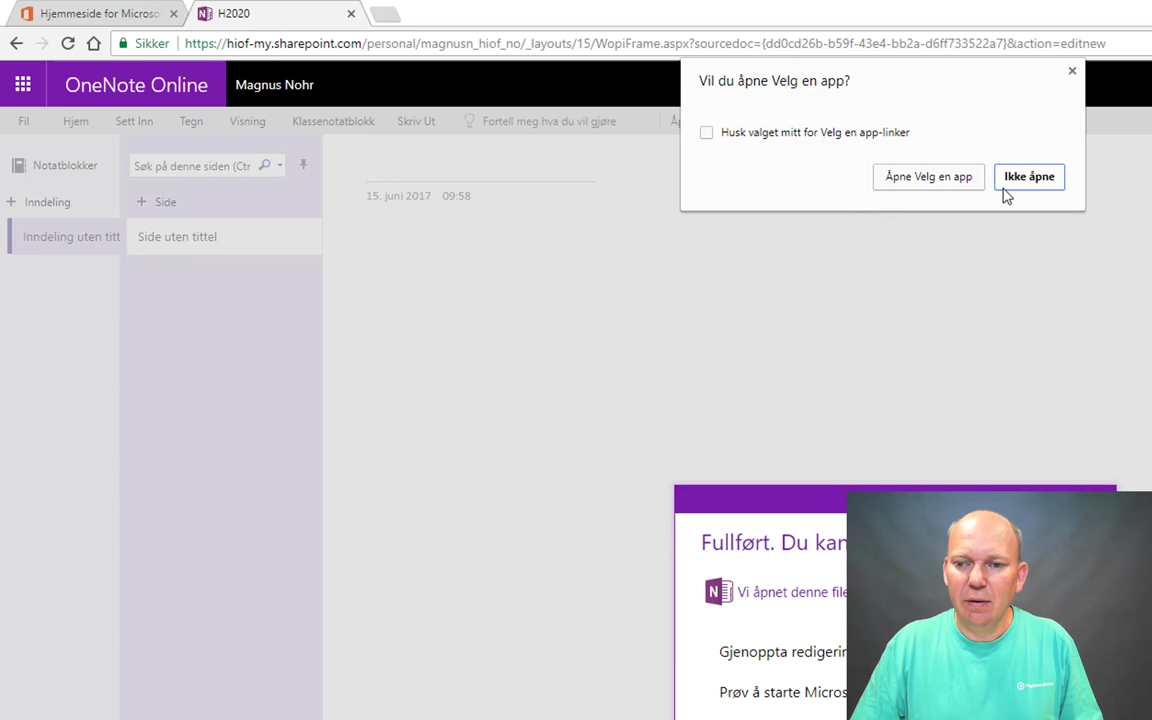 Hjemmeside for Microso
H2020
Sikker
https://hiof-my.sharepoint.com/personal/magnusn_hiof_no/_layouts/15/WopiFrame.aspx?sourcedoc={dd0cd26b-b59f-43e4-bb2a-d6ff733522a7}&action=editnew
OneNote Online
Magnus Nohr
Vil du åpne Velg en app?
Husk valget mitt for Velg en app-linker
Åpne Velg en app
Ikke åpne
Fil
Hjem
Sett Inn
Tegn
Visning
Klassenotatblokk
Skriv Ut
Fortell meg hva du vil gjøre
Notatblokker
Søk på denne siden (Ctr
+ Inndeling
+ Side
15. juni 2017 09:58
Inndeling uten titt
Side uten tittel
Fullført. Du kan
Vi åpnet denne file
Gjenoppta redigerin
Prøv å starte Micros